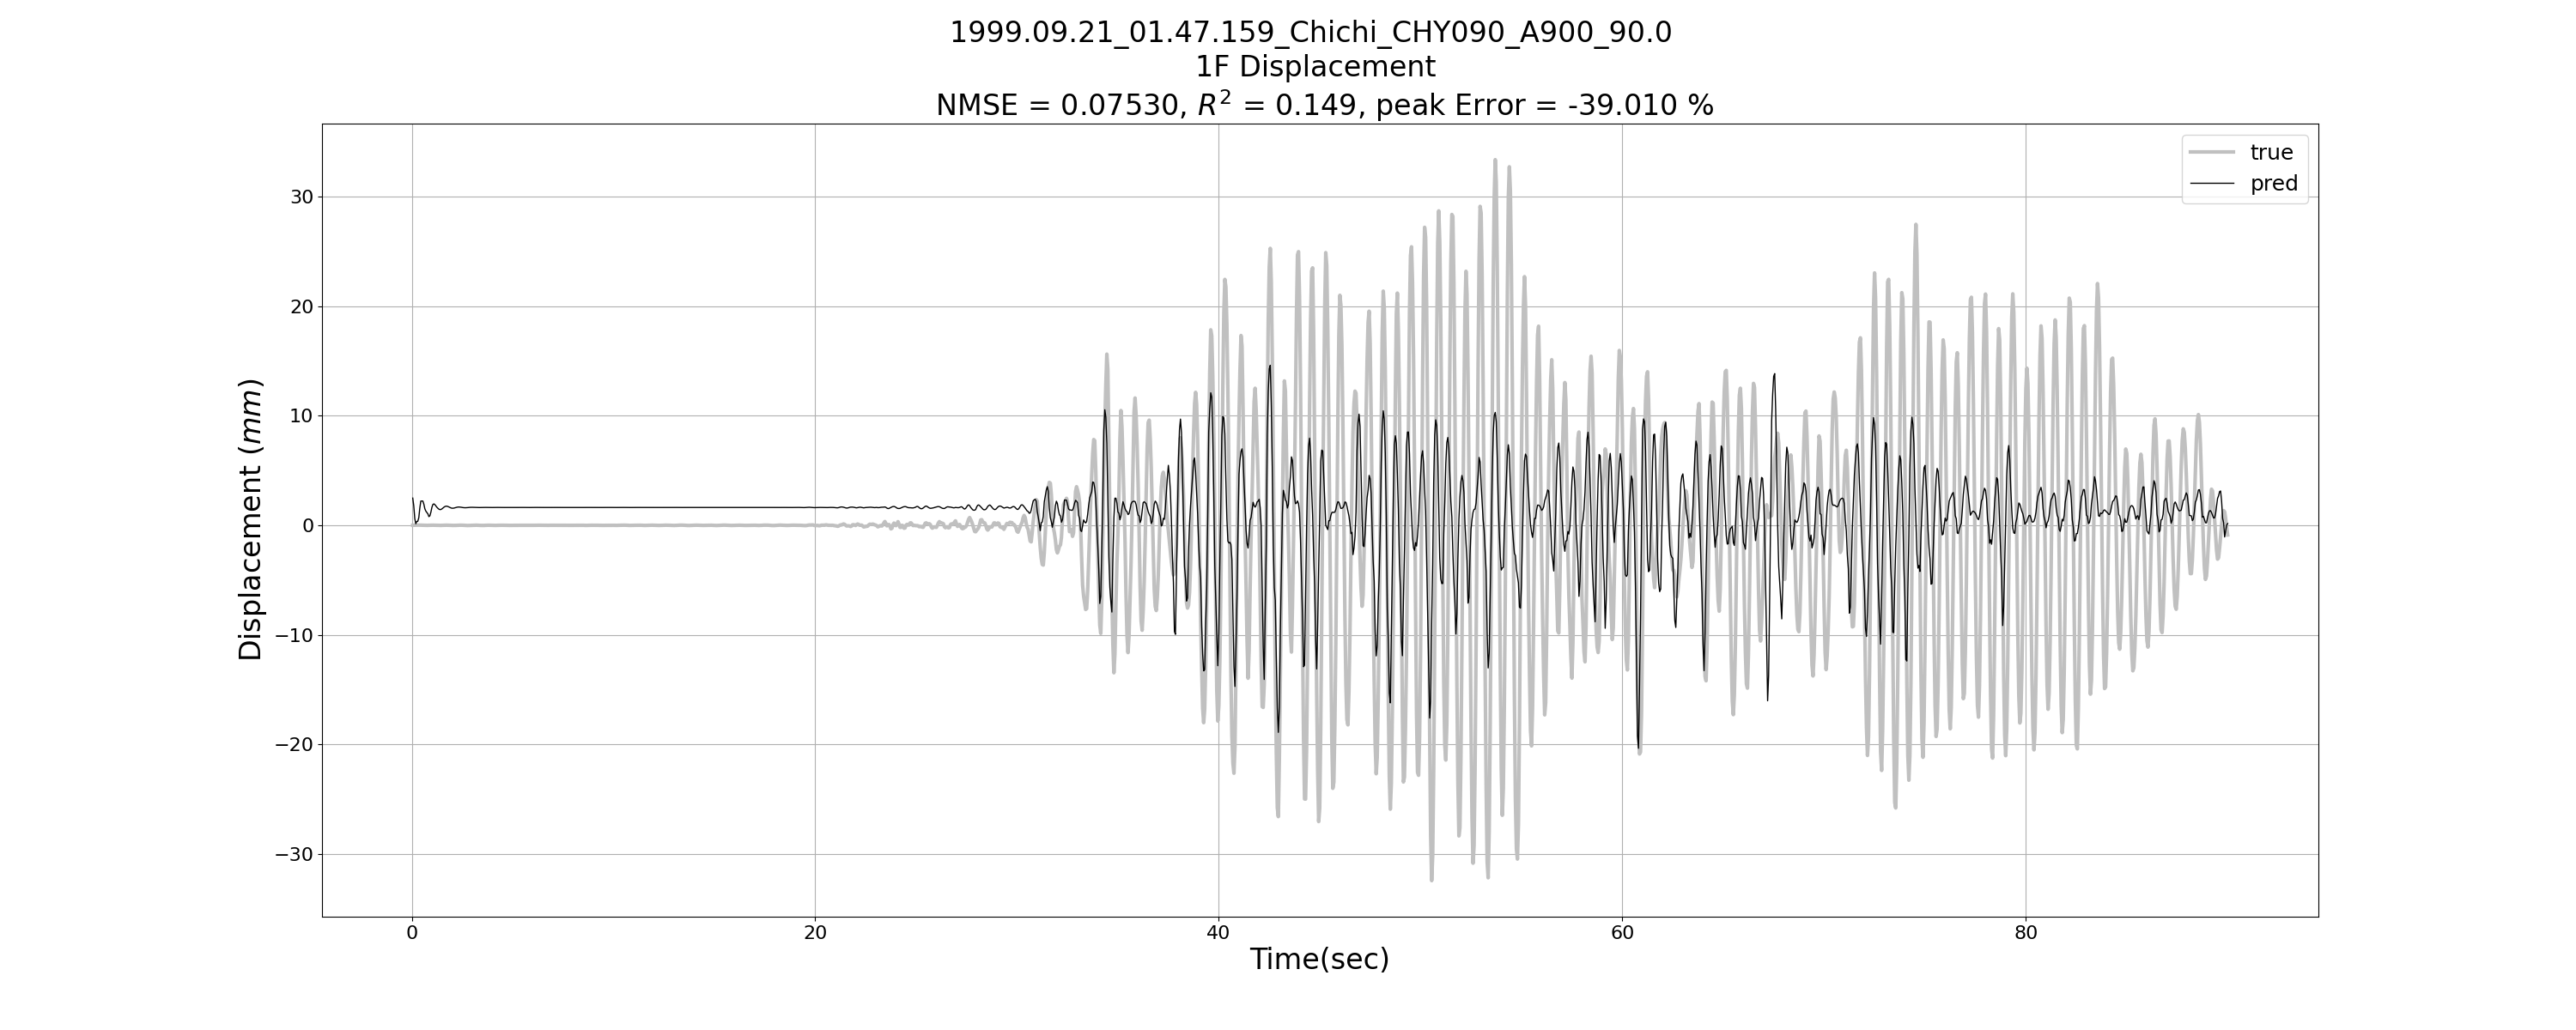 1999.09.21_01.47.159_Chichi_CHY090_A900_90.0
1F Displacement
NMSE = 0.07530, R² = 0.149, peak Error = -39.010 %
true
pred
Displacement (mm)
30
20
10
0
−10
−20
−30
0 20 40 60 80
Time(sec)